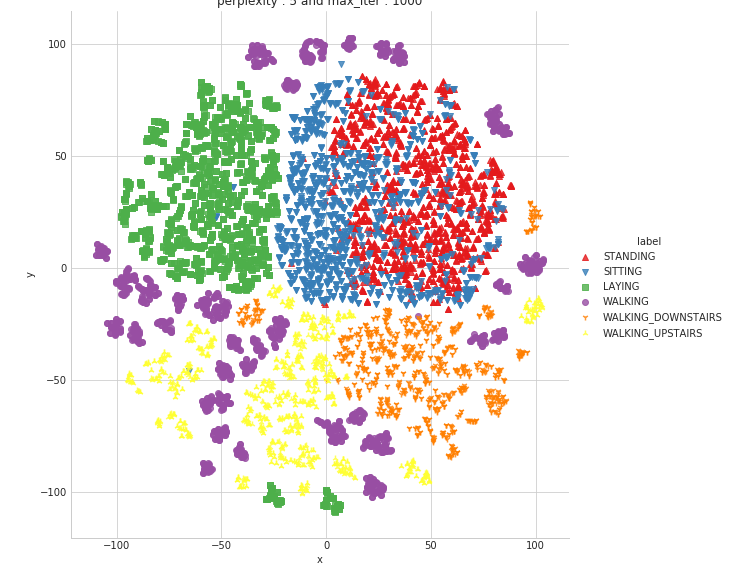 perplexity : 5 and max_iter : 1000
100
50
0
−50
−100
y
−100
−50
0
50
100
x
label
STANDING
SITTING
LAYING
WALKING
WALKING_DOWNSTAIRS
WALKING_UPSTAIRS